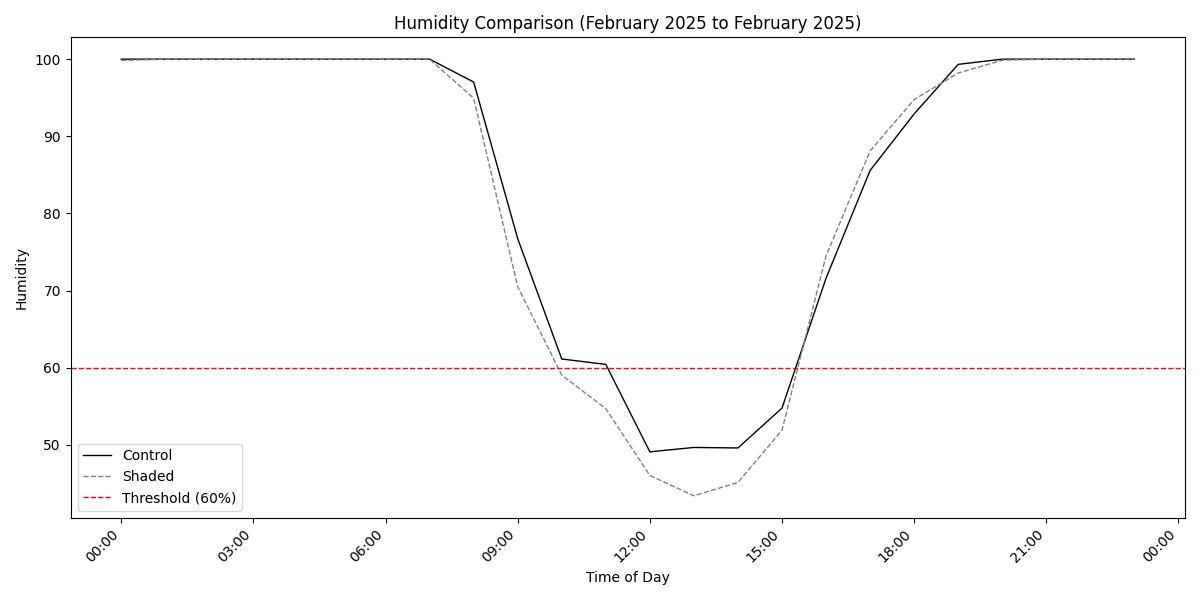 Humidity Comparison (February 2025 to February 2025)
Humidity
100
90
80
70
60
50
Control
Shaded
Threshold (60%)
00:00
03:00
06:00
09:00
12:00
15:00
18:00
21:00
00:00
Time of Day